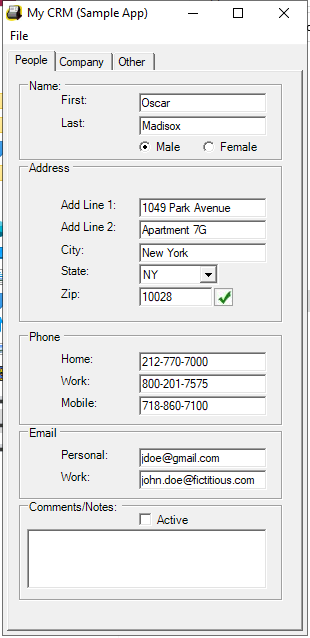 My CRM (Sample App)
File
People Company Other
Name:
First: Oscar
Last: Madisox
Male Female
Address
Add Line 1: 1049 Park Avenue
Add Line 2: Apartment 7G
City: New York
State: NY
Zip: 10028
Phone
Home: 212-770-7000
Work: 800-201-7575
Mobile: 718-860-7100
Email
Personal: jdoe@gmail.com
Work: john.doe@fictitious.com
Comments/Notes:
Active